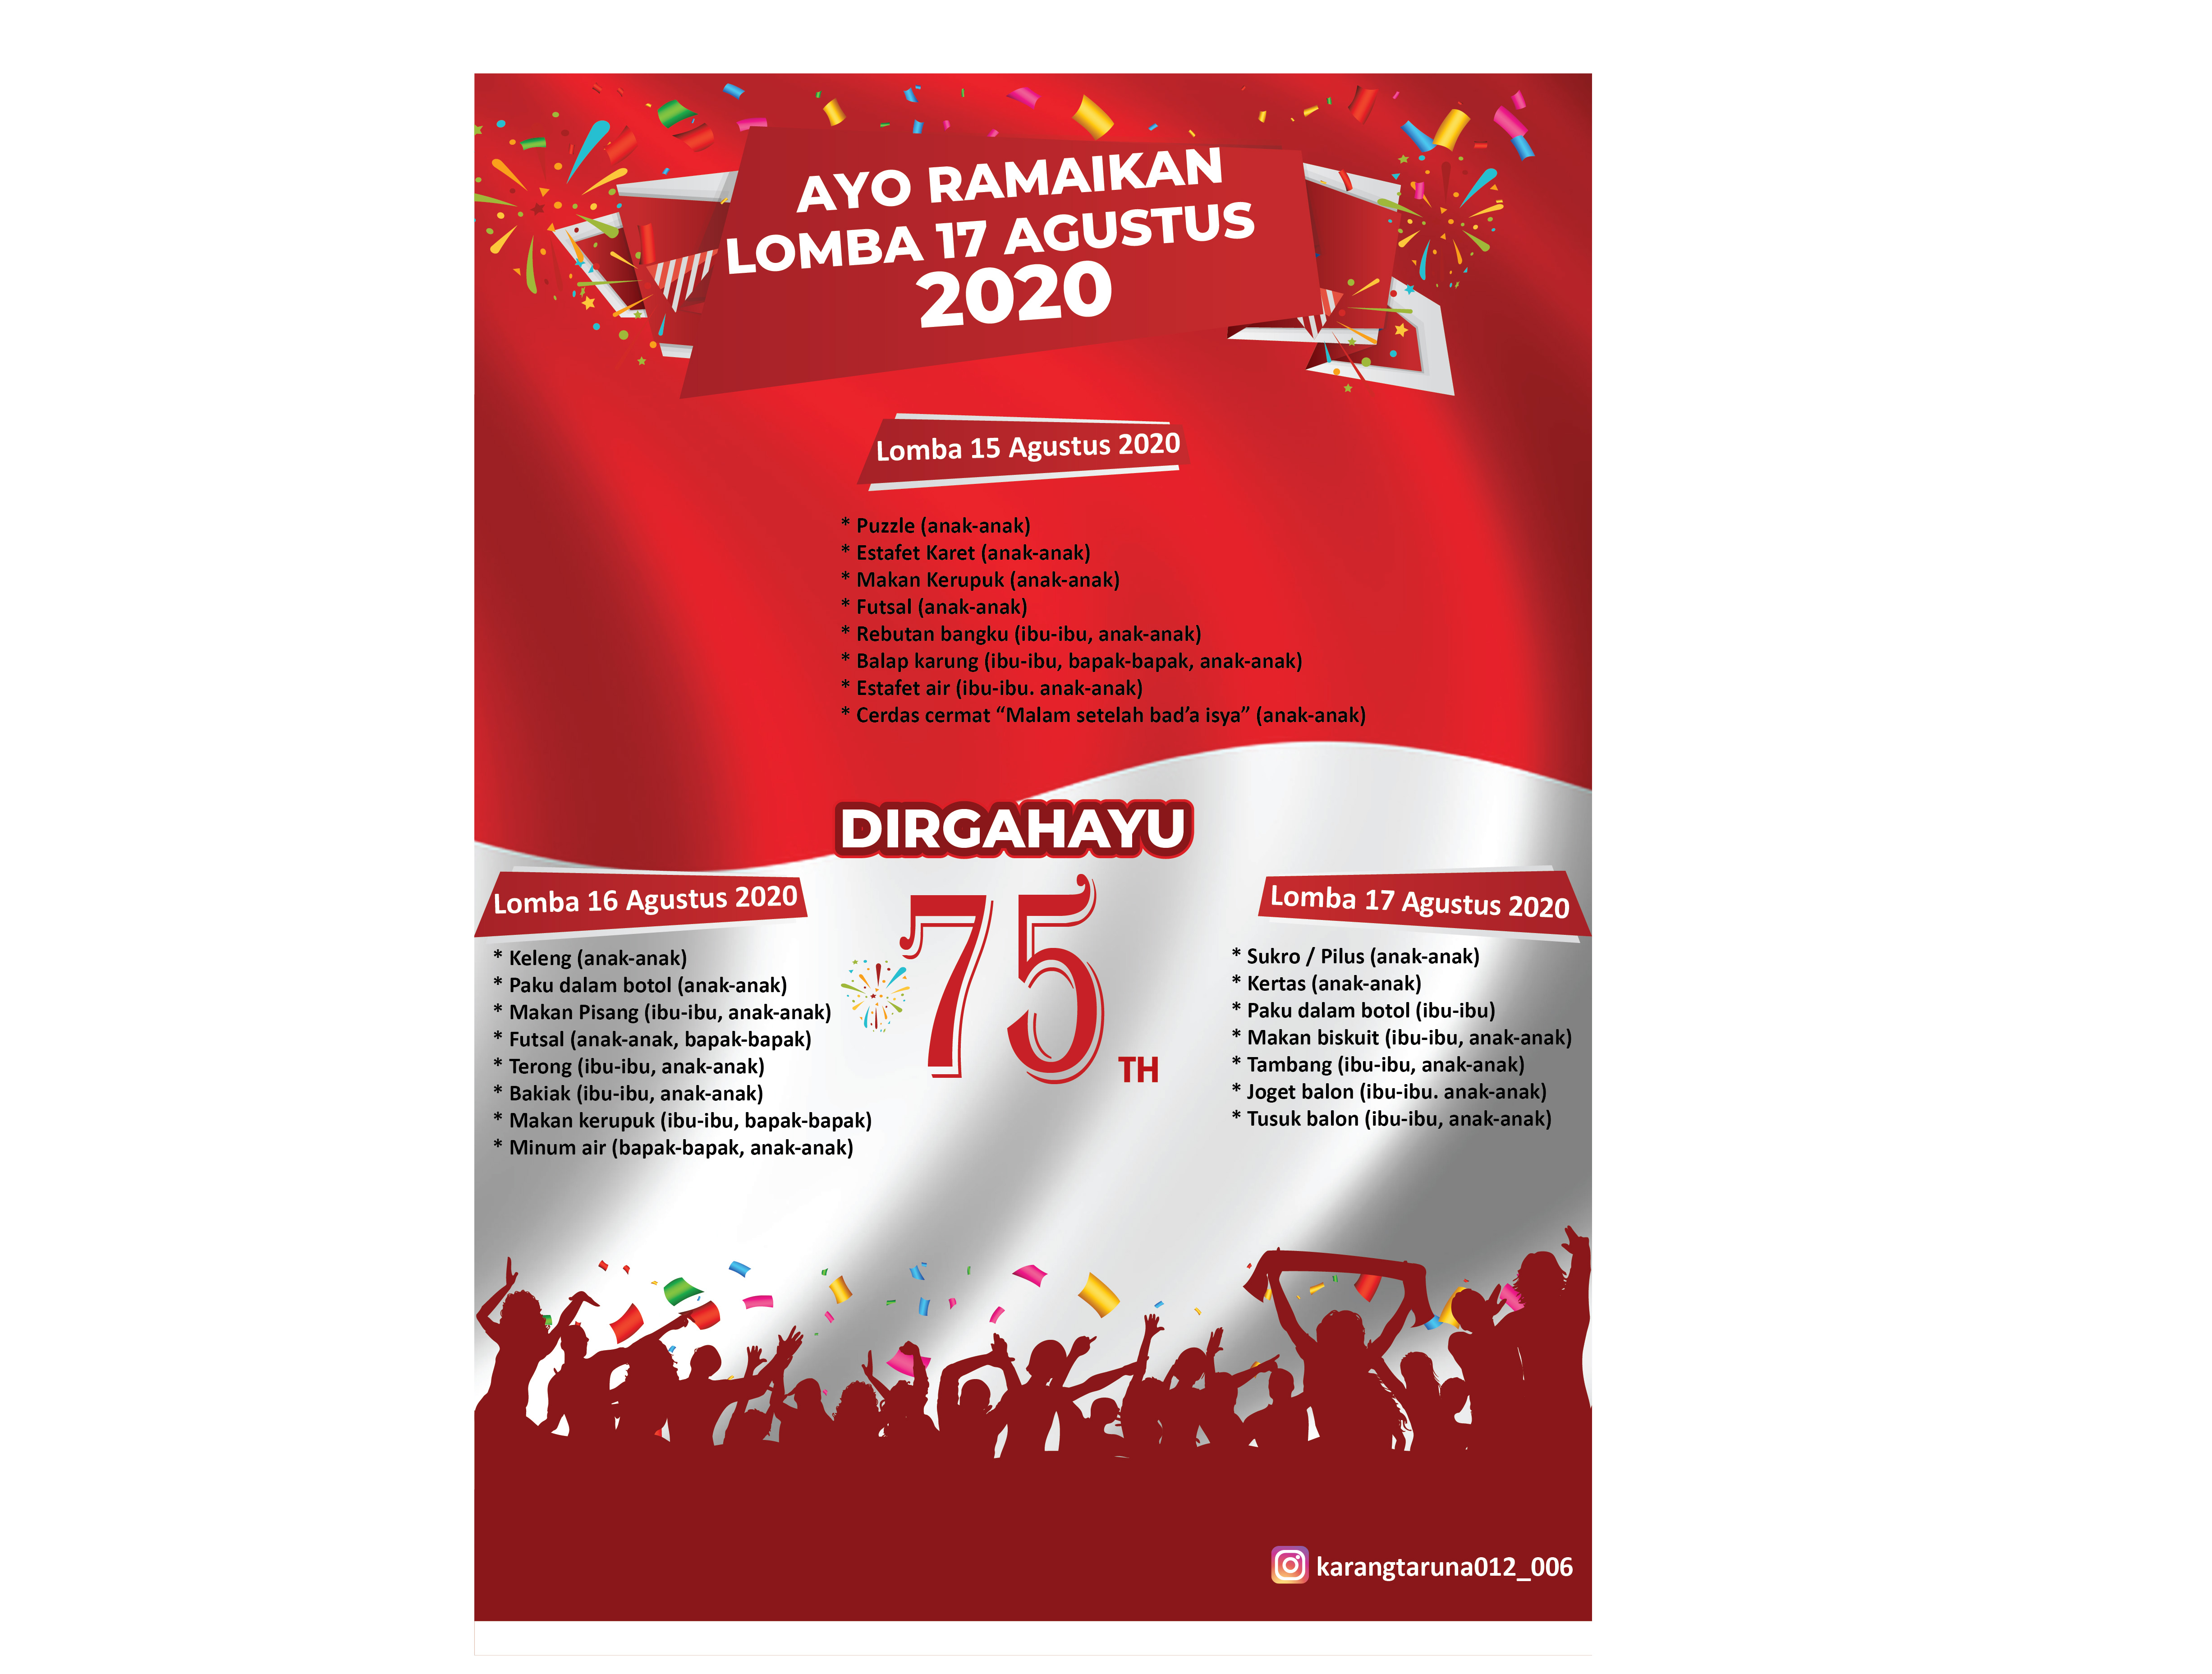 AYO RAMAIKAN
LOMBA 17 AGUSTUS
2020
Lomba 15 Agustus 2020
* Puzzle (anak-anak)
* Estafet Karet (anak-anak)
* Makan Kerupuk (anak-anak)
* Futsal (anak-anak)
* Rebutan bangku (ibu-ibu, anak-anak)
* Balap karung (ibu-ibu, bapak-bapak, anak-anak)
* Estafet air (ibu-ibu. anak-anak)
* Cerdas cermat “Malam setelah bad’a isya” (anak-anak)
DIRGAHAYU
75
TH
Lomba 16 Agustus 2020
* Keleng (anak-anak)
* Paku dalam botol (anak-anak)
* Makan Pisang (ibu-ibu, anak-anak)
* Futsal (anak-anak, bapak-bapak)
* Terong (ibu-ibu, anak-anak)
* Bakiak (ibu-ibu, anak-anak)
* Makan kerupuk (ibu-ibu, bapak-bapak)
* Minum air (bapak-bapak, anak-anak)
Lomba 17 Agustus 2020
* Sukro / Pilus (anak-anak)
* Kertas (anak-anak)
* Paku dalam botol (ibu-ibu)
* Makan biskuit (ibu-ibu, anak-anak)
* Tambang (ibu-ibu, anak-anak)
* Joget balon (ibu-ibu. anak-anak)
* Tusuk balon (ibu-ibu, anak-anak)
karangtaruna012_006